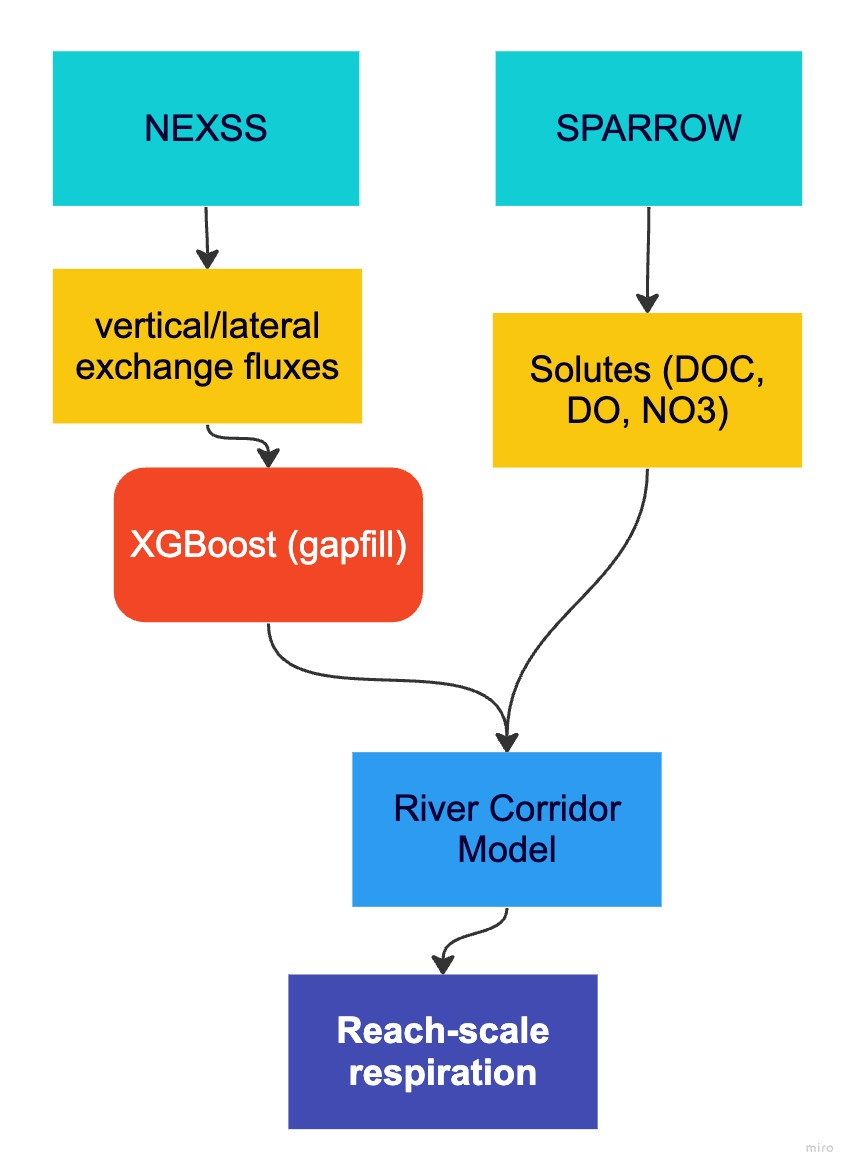 NEXSS
SPARROW
vertical/lateral
exchange fluxes
Solutes (DOC,
DO, NO3)
XGBoost (gapfill)
River Corridor
Model
Reach-scale
respiration
miro